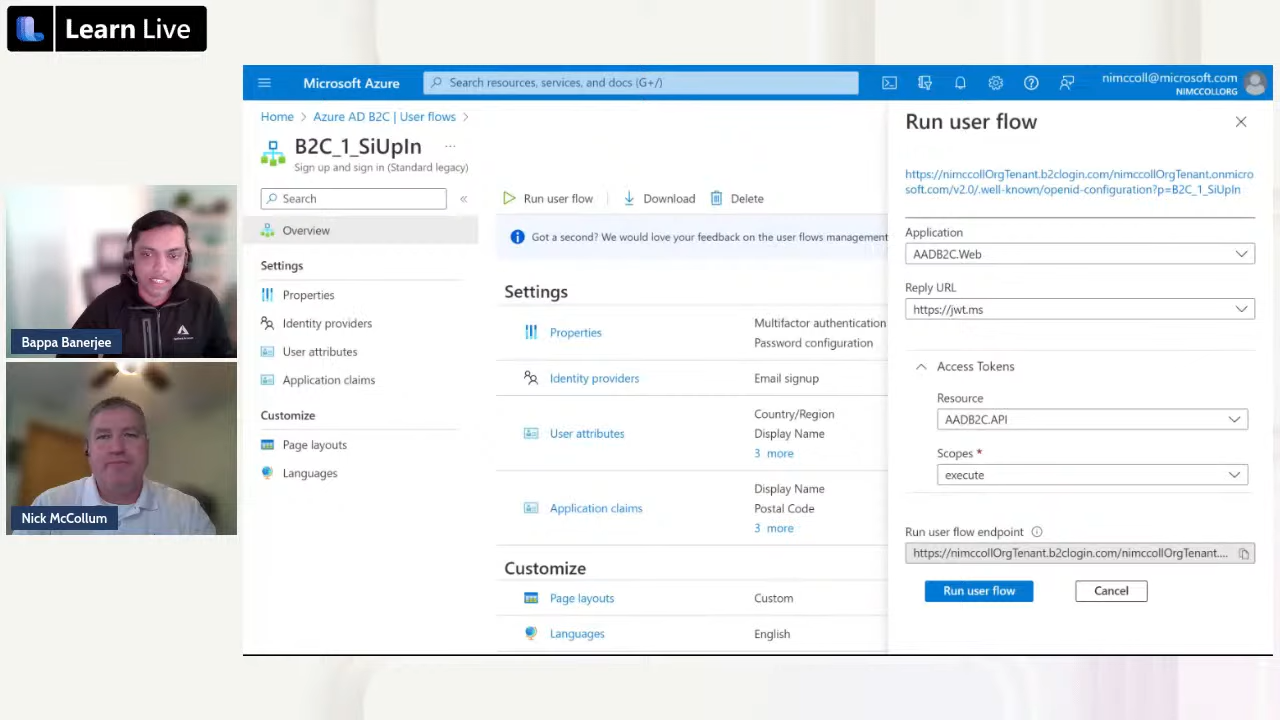 Learn Live
Microsoft Azure
Search resources, services, and docs (G+/)
nimccoll@microsoft.com
NIMCCOLLORG
Home > Azure AD B2C | User flows >
B2C_1_SiUpIn ...
Sign up and sign in (Standard legacy)
Search
«
Overview
Settings
Properties
Identity providers
User attributes
Application claims
Customize
Page layouts
Languages
Run user flow
Download
Delete
Got a second? We would love your feedback on the user flows management
Settings
Properties
Multifactor authentication
Password configuration
Identity providers
Email signup
User attributes
Country/Region
Display Name
3 more
Application claims
Display Name
Postal Code
3 more
Customize
Page layouts
Custom
Languages
English
Run user flow
https://nimccollOrgTenant.b2clogin.com/nimccollOrgTenant.onmicro
soft.com/v2.0/.well-known/openid-configuration?p=B2C_1_SiUpIn
Application
AADB2C.Web
Reply URL
https://jwt.ms
Access Tokens
Resource
AADB2C.API
Scopes *
execute
Run user flow endpoint
https://nimccollOrgTenant.b2clogin.com/nimccollOrgTenant....
Run user flow
Cancel
Bappa Banerjee
Nick McCollum